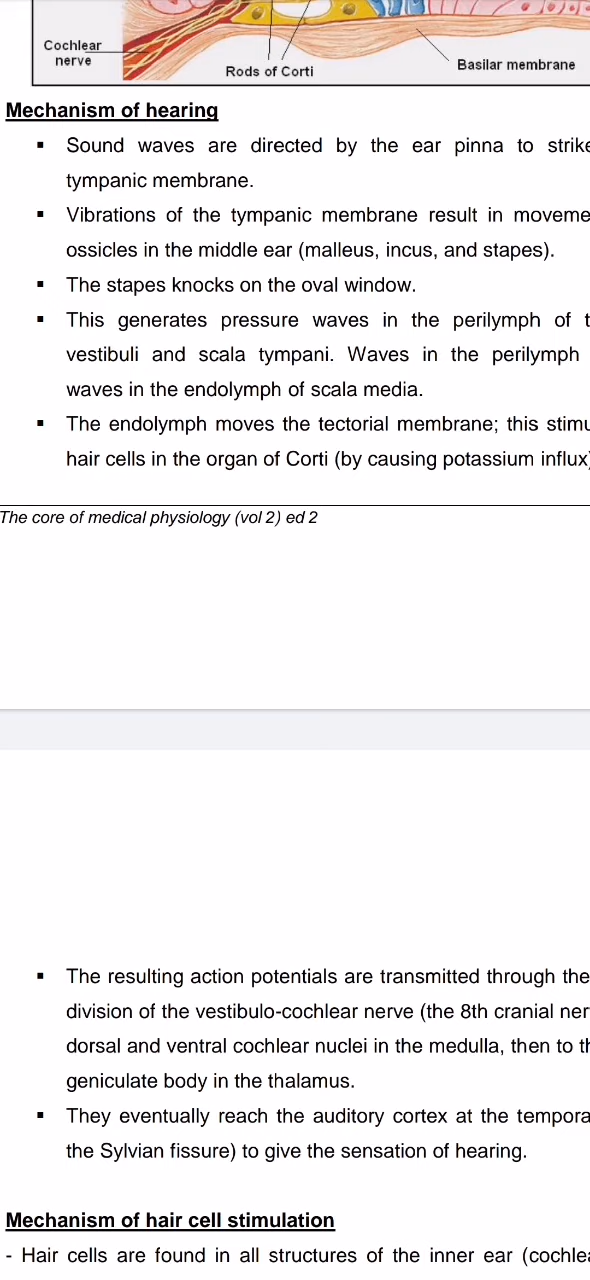 Cochlear
nerve
Rods of Corti
Basilar membrane
Mechanism of hearing
▪ Sound waves are directed by the ear pinna to strike
tympanic membrane.
▪ Vibrations of the tympanic membrane result in moveme
ossicles in the middle ear (malleus, incus, and stapes).
▪ The stapes knocks on the oval window.
▪ This generates pressure waves in the perilymph of t
vestibuli and scala tympani. Waves in the perilymph
waves in the endolymph of scala media.
▪ The endolymph moves the tectorial membrane; this stimu
hair cells in the organ of Corti (by causing potassium influx)
The core of medical physiology (vol 2) ed 2
▪ The resulting action potentials are transmitted through the
division of the vestibulo-cochlear nerve (the 8th cranial ner
dorsal and ventral cochlear nuclei in the medulla, then to th
geniculate body in the thalamus.
▪ They eventually reach the auditory cortex at the tempora
the Sylvian fissure) to give the sensation of hearing.
Mechanism of hair cell stimulation
- Hair cells are found in all structures of the inner ear (cochlea